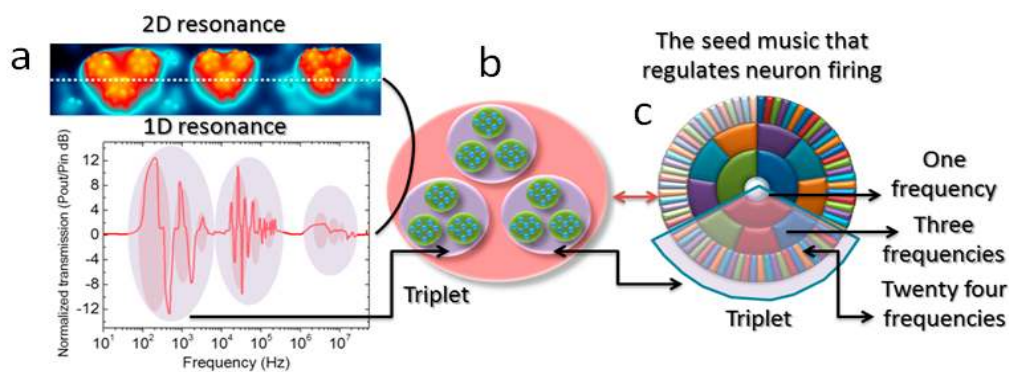 2D resonance
a
1D resonance
Normalized transmission (Pout/Pin dB)
12
8
4
0
-4
-8
-12
10¹
10²
10³
10⁴
10⁵
10⁶
10⁷
Frequency (Hz)
b
Triplet
The seed music that
regulates neuron firing
c
One
frequency
Three
frequencies
Twenty four
frequencies
Triplet